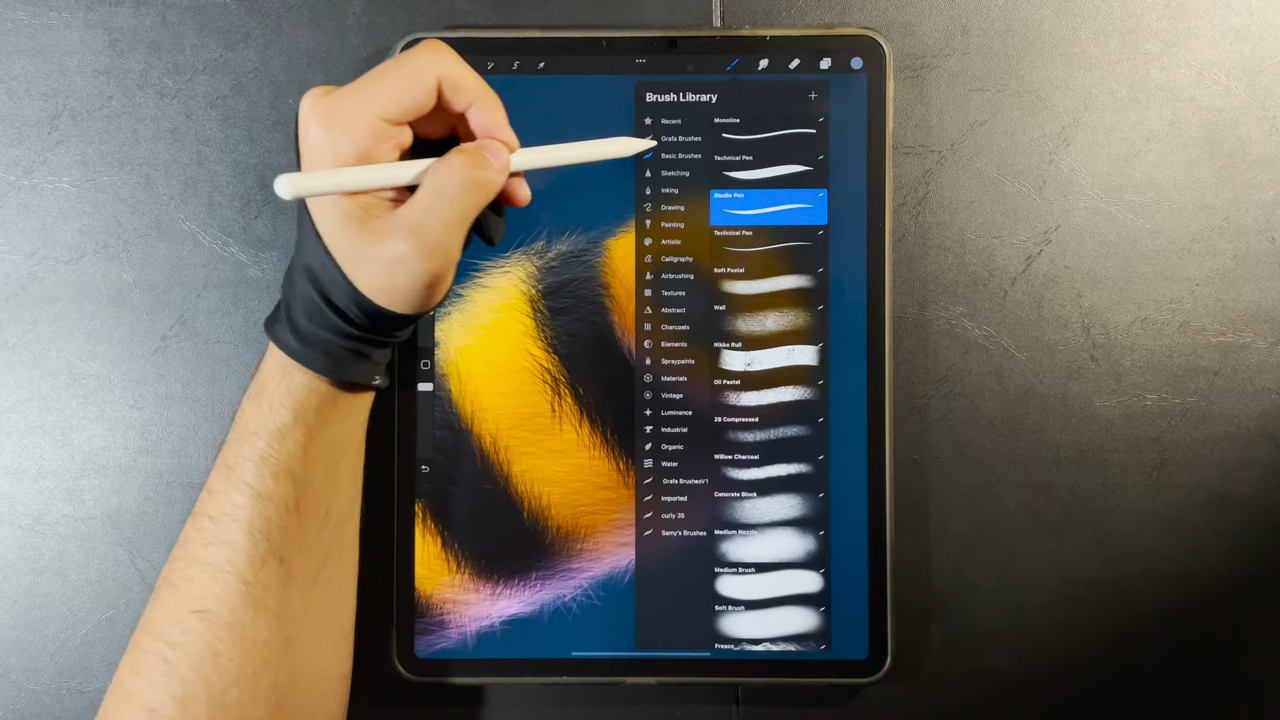 Brush Library
Recent
Grafa Brushes
Basic Brushes
Sketching
Inking
Drawing
Painting
Artistic
Calligraphy
Airbrushing
Textures
Abstract
Charcoals
Elements
Spraypaints
Materials
Vintage
Luminance
Industrial
Organic
Water
Grafa BrushesV1
Imported
curly 35
Samy's Brushes
Monoline
Technical Pen
Studio Pen
Technical Pen
Soft Pastel
Wall
Nikko Rull
Oil Pastel
2B Compressed
Willow Charcoal
Concrete Block
Medium Nozzle
Medium Brush
Soft Brush
Fresco